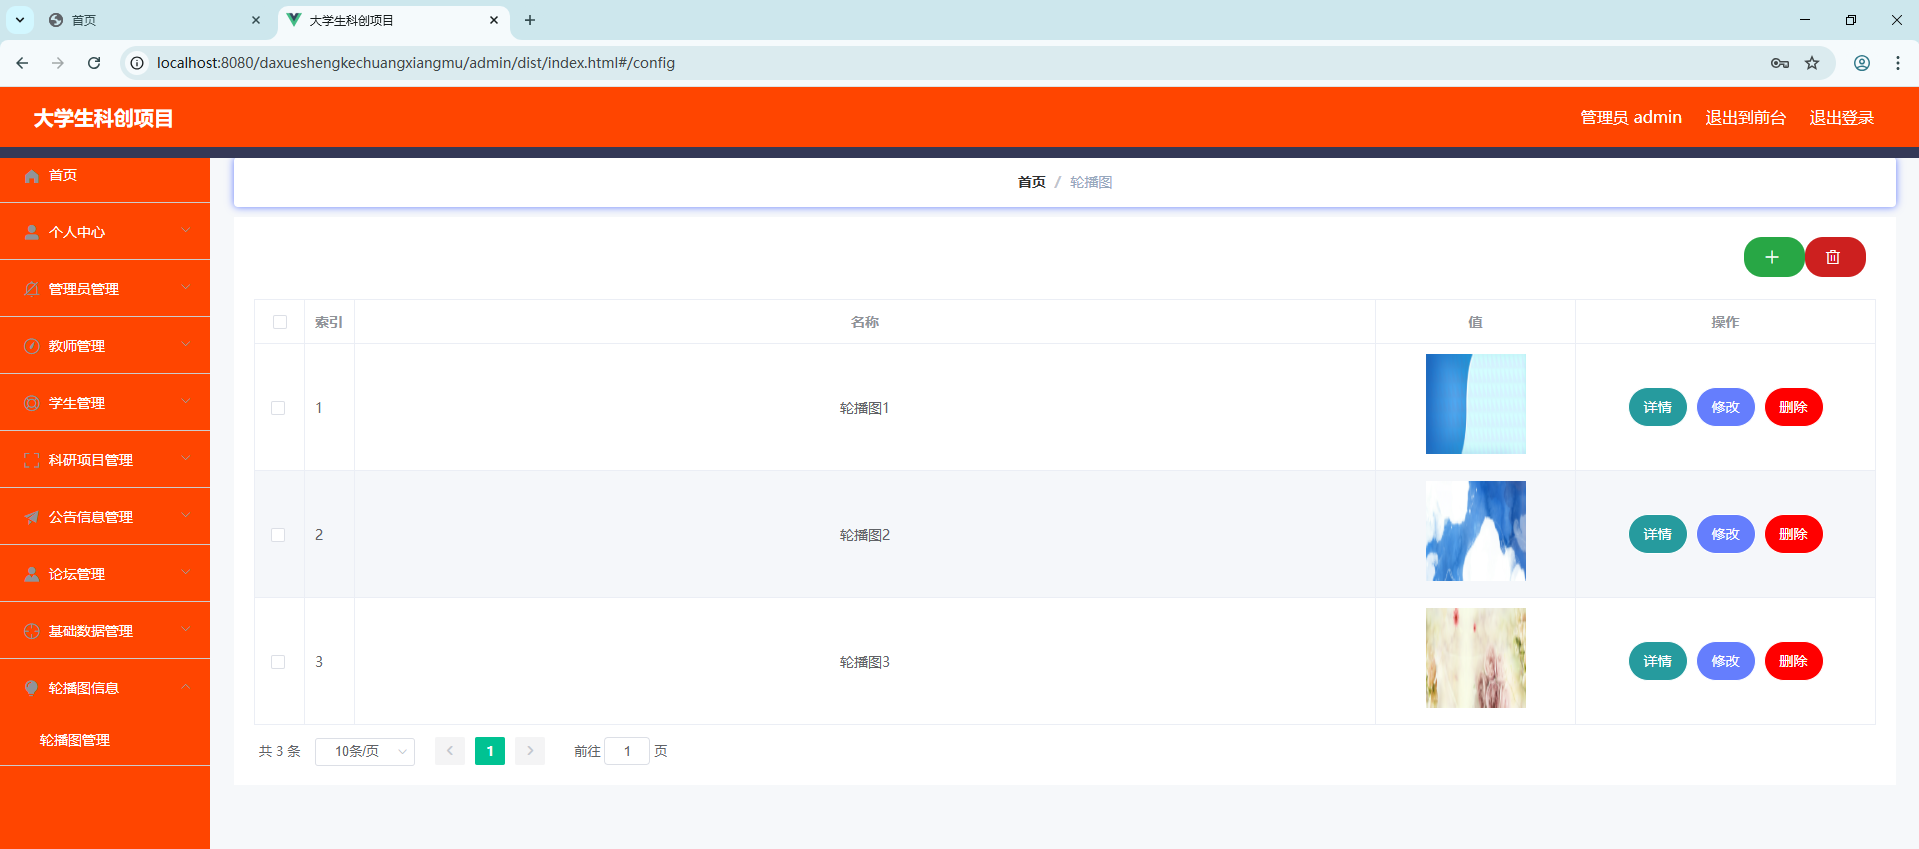 首页
大学生科创项目
localhost:8080/daxueshengkechuangxiangmu/admin/dist/index.html#/config
大学生科创项目
管理员 admin 退出到前台 退出登录
首页
个人中心
管理员管理
教师管理
学生管理
科研项目管理
公告信息管理
论坛管理
基础数据管理
轮播图信息
轮播图管理
首页 / 轮播图
索引 名称 值 操作
1 轮播图1 详情 修改 删除
2 轮播图2 详情 修改 删除
3 轮播图3 详情 修改 删除
共 3 条 10条/页 1 前往 1 页